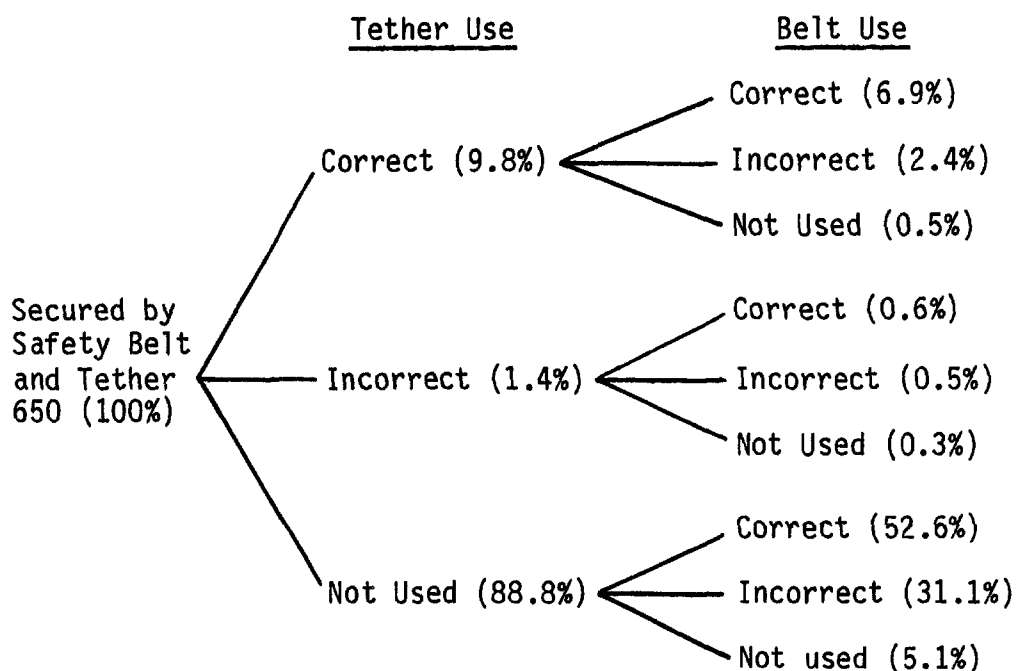 Tether Use
Belt Use
Correct (9.8%)
Correct (6.9%)
Incorrect (2.4%)
Not Used (0.5%)
Secured by
Safety Belt
and Tether
650 (100%)
Incorrect (1.4%)
Correct (0.6%)
Incorrect (0.5%)
Not Used (0.3%)
Not Used (88.8%)
Correct (52.6%)
Incorrect (31.1%)
Not used (5.1%)